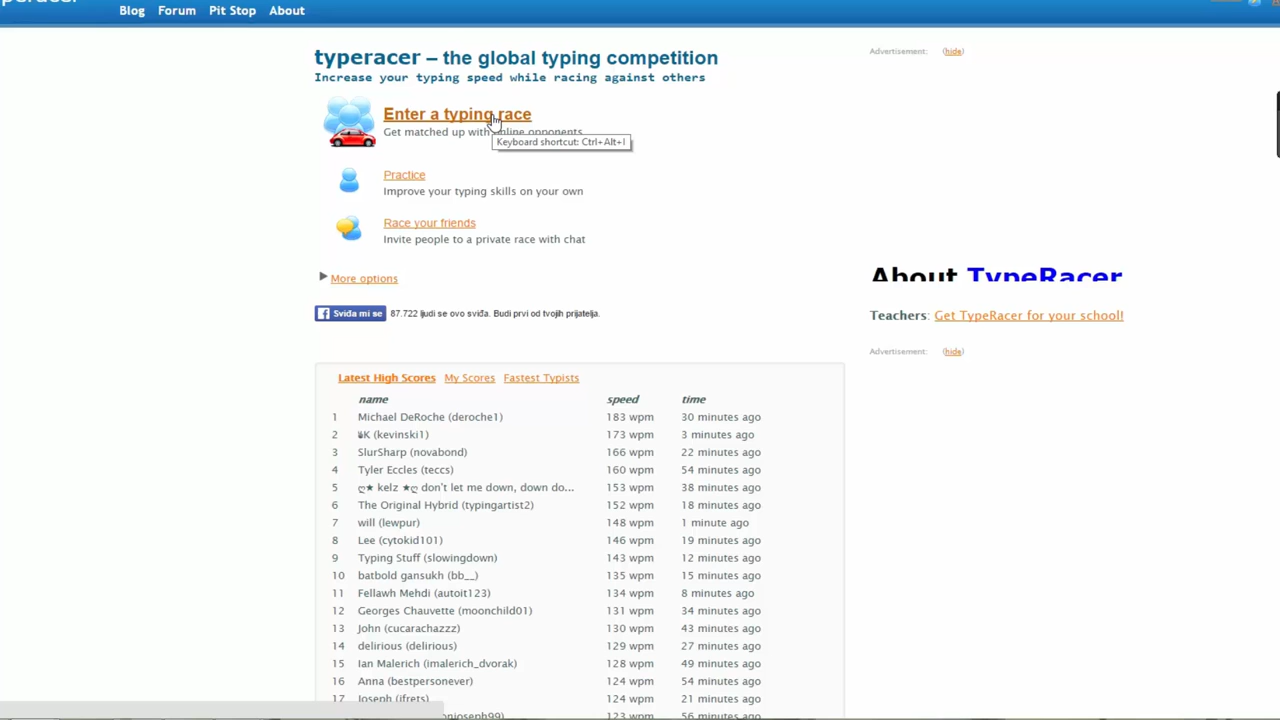 Blog Forum Pit Stop About
typeracer – the global typing competition
Increase your typing speed while racing against others
Enter a typing race
Get matched up with online opponents
Keyboard shortcut: Ctrl+Alt+I
Practice
Improve your typing skills on your own
Race your friends
Invite people to a private race with chat
More options
Sviđa mi se 87.722 ljudi se ovo sviđa. Budi prvi od tvojih prijatelja.
Latest High Scores My Scores Fastest Typists
name speed time
1 Michael DeRoche (deroche1) 183 wpm 30 minutes ago
2 K (kevinski1) 173 wpm 3 minutes ago
3 SlurSharp (novabond) 166 wpm 22 minutes ago
4 Tyler Eccles (teccs) 160 wpm 54 minutes ago
5 ღ★ kelz ★ღ don't let me down, down do... 153 wpm 38 minutes ago
6 The Original Hybrid (typingartist2) 152 wpm 18 minutes ago
7 will (lewpur) 148 wpm 1 minute ago
8 Lee (cytokid101) 146 wpm 19 minutes ago
9 Typing Stuff (slowingdown) 143 wpm 12 minutes ago
10 batbold gansukh (bb__) 135 wpm 15 minutes ago
11 Fellawh Mehdi (autoit123) 134 wpm 8 minutes ago
12 Georges Chauvette (moonchild01) 131 wpm 34 minutes ago
13 John (cucarachazzz) 130 wpm 43 minutes ago
14 delirious (delirious) 129 wpm 27 minutes ago
15 Ian Malerich (imalerich_dvorak) 128 wpm 49 minutes ago
16 Anna (bestpersonever) 124 wpm 54 minutes ago
17 Joseph (ifrets) 124 wpm 21 minutes ago
123 wpm 56 minutes ago
Advertisement: (hide)
About TypeRacer
Teachers: Get TypeRacer for your school!
Advertisement: (hide)